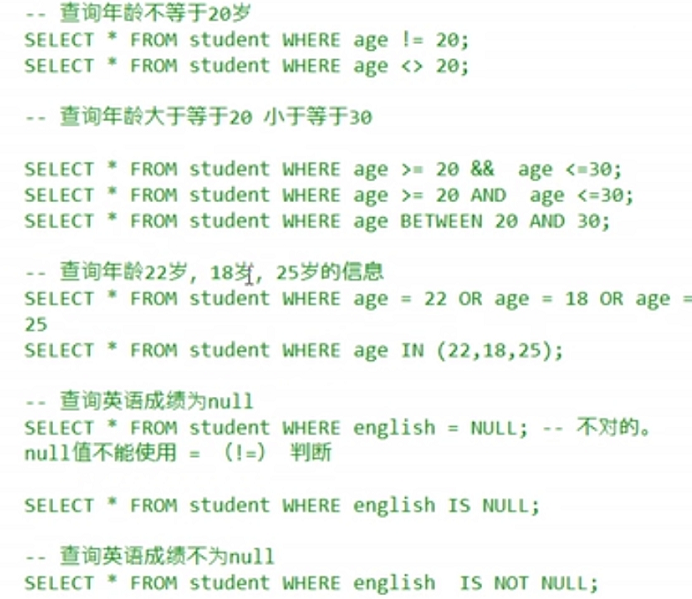 -- 查询年龄不等于20岁
SELECT * FROM student WHERE age != 20;
SELECT * FROM student WHERE age <> 20;
-- 查询年龄大于等于20 小于等于30
SELECT * FROM student WHERE age >= 20 &&  age <=30;
SELECT * FROM student WHERE age >= 20 AND  age <=30;
SELECT * FROM student WHERE age BETWEEN 20 AND 30;
-- 查询年龄22岁, 18岁, 25岁的信息
SELECT * FROM student WHERE age = 22 OR age = 18 OR age =
25
SELECT * FROM student WHERE age IN (22,18,25);
-- 查询英语成绩为null
SELECT * FROM student WHERE english = NULL; -- 不对的。
null值不能使用 = （!=） 判断
SELECT * FROM student WHERE english IS NULL;
-- 查询英语成绩不为null
SELECT * FROM student WHERE english  IS NOT NULL;